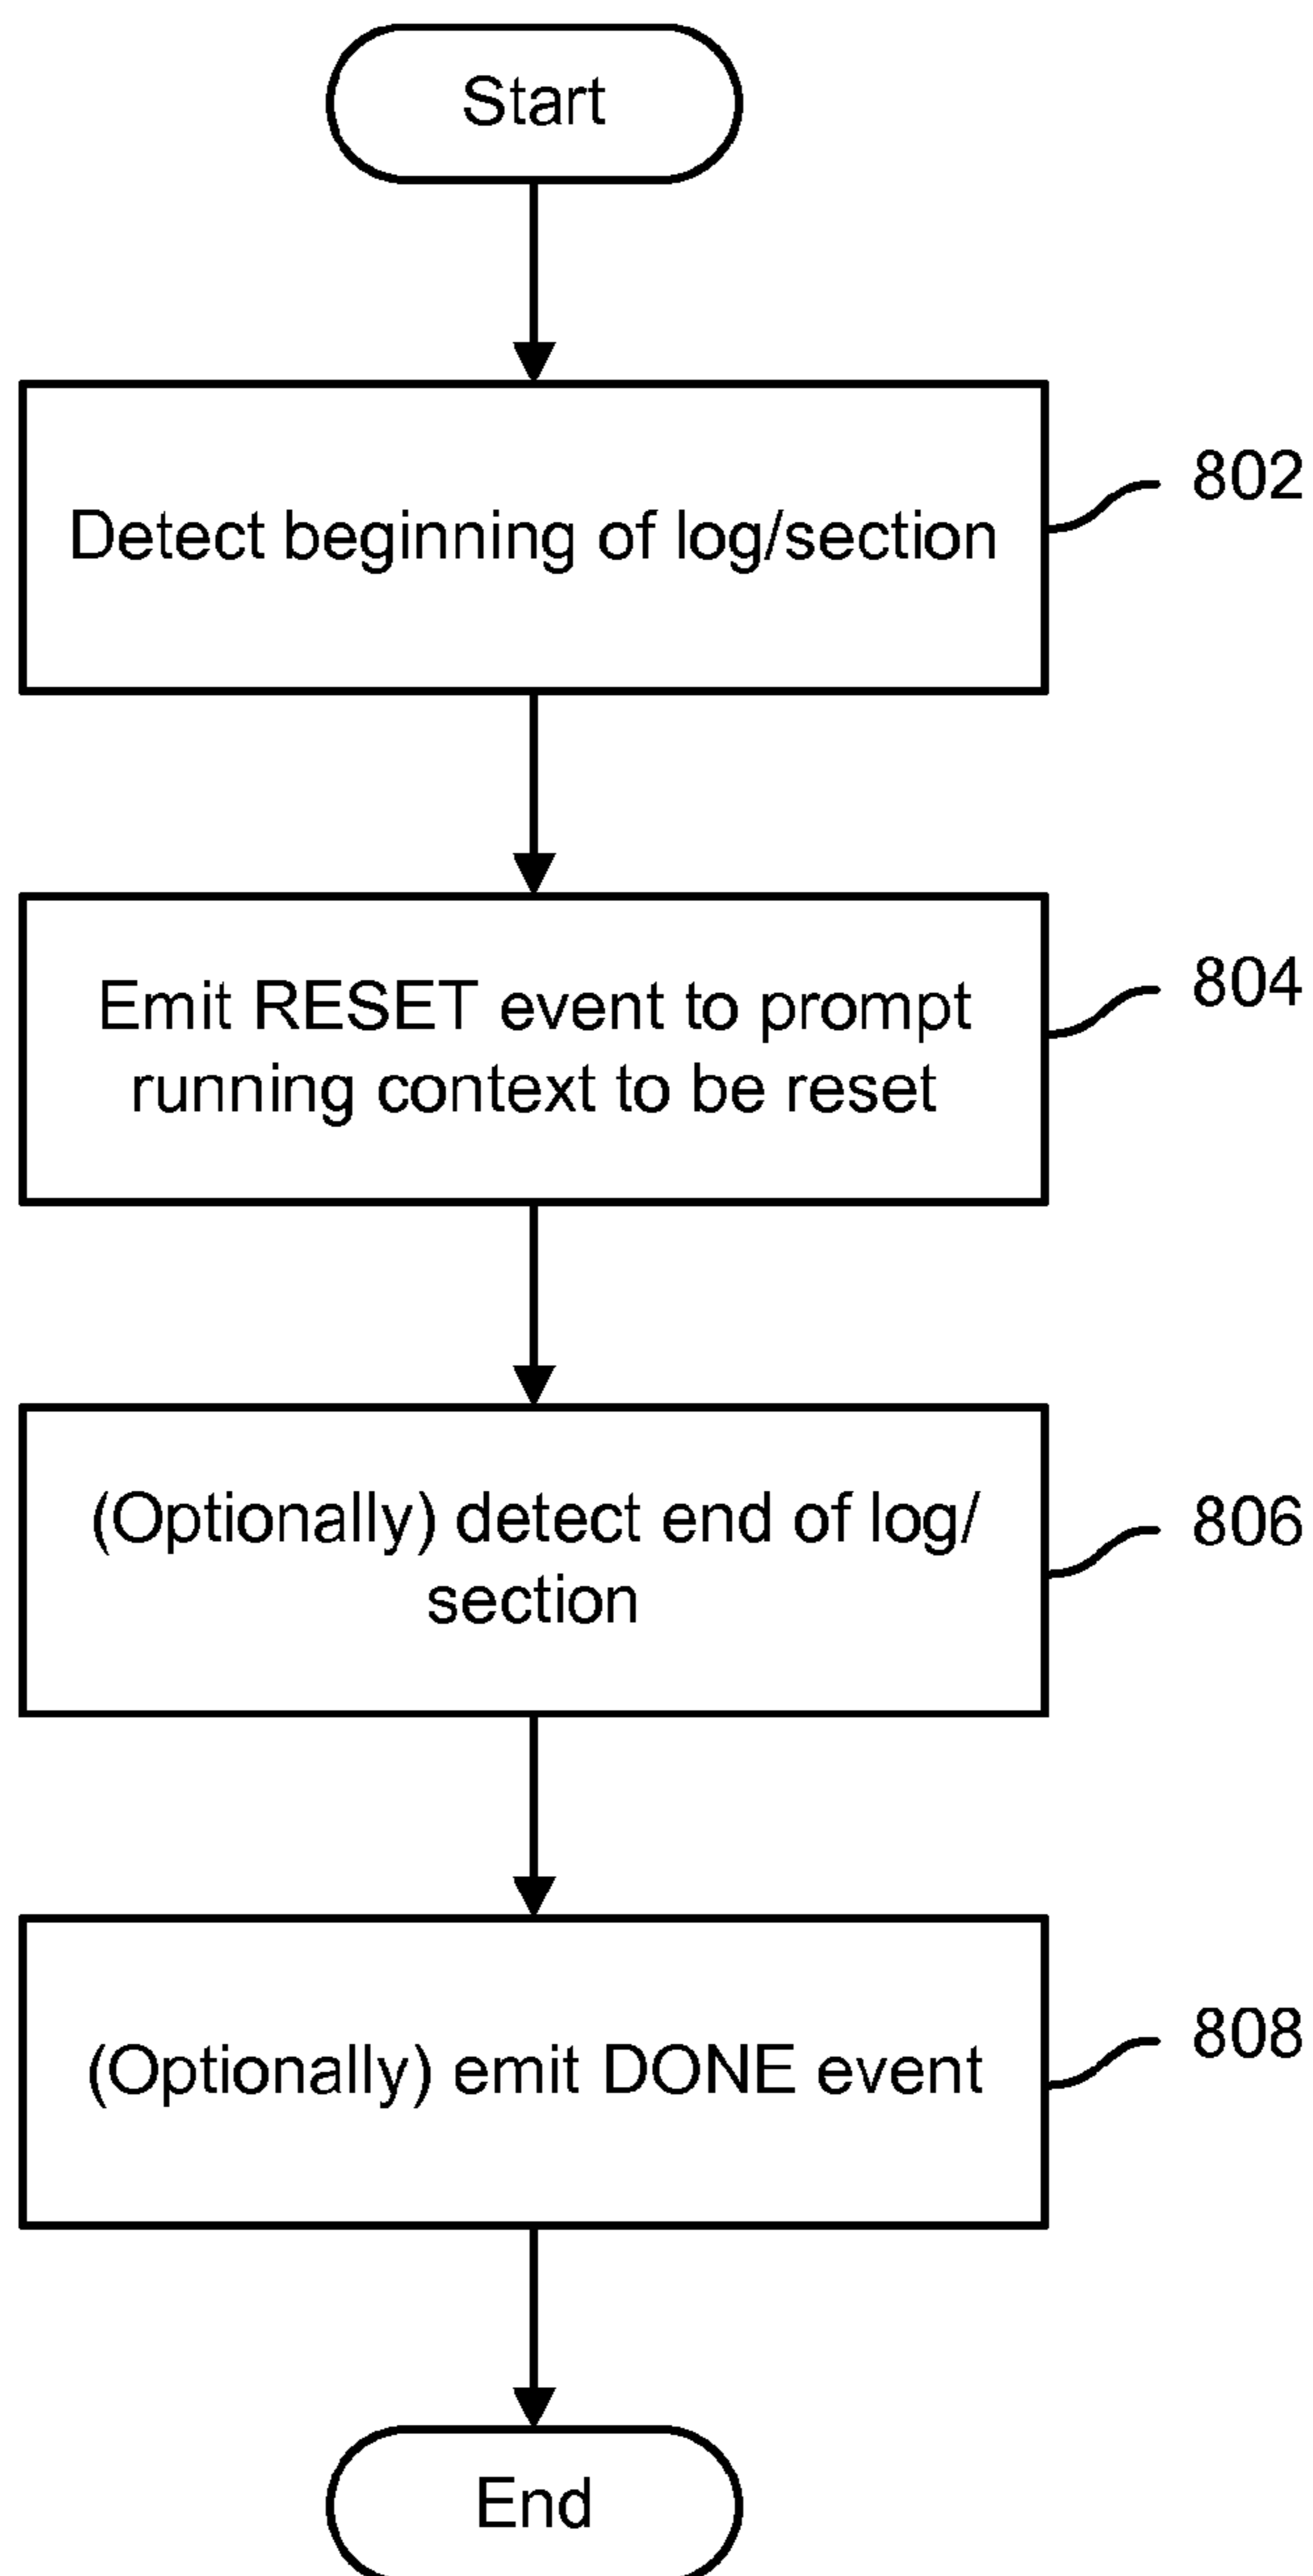 Start
Detect beginning of log/section
802
Emit RESET event to prompt
running context to be reset
804
(Optionally) detect end of log/
section
806
(Optionally) emit DONE event
808
End